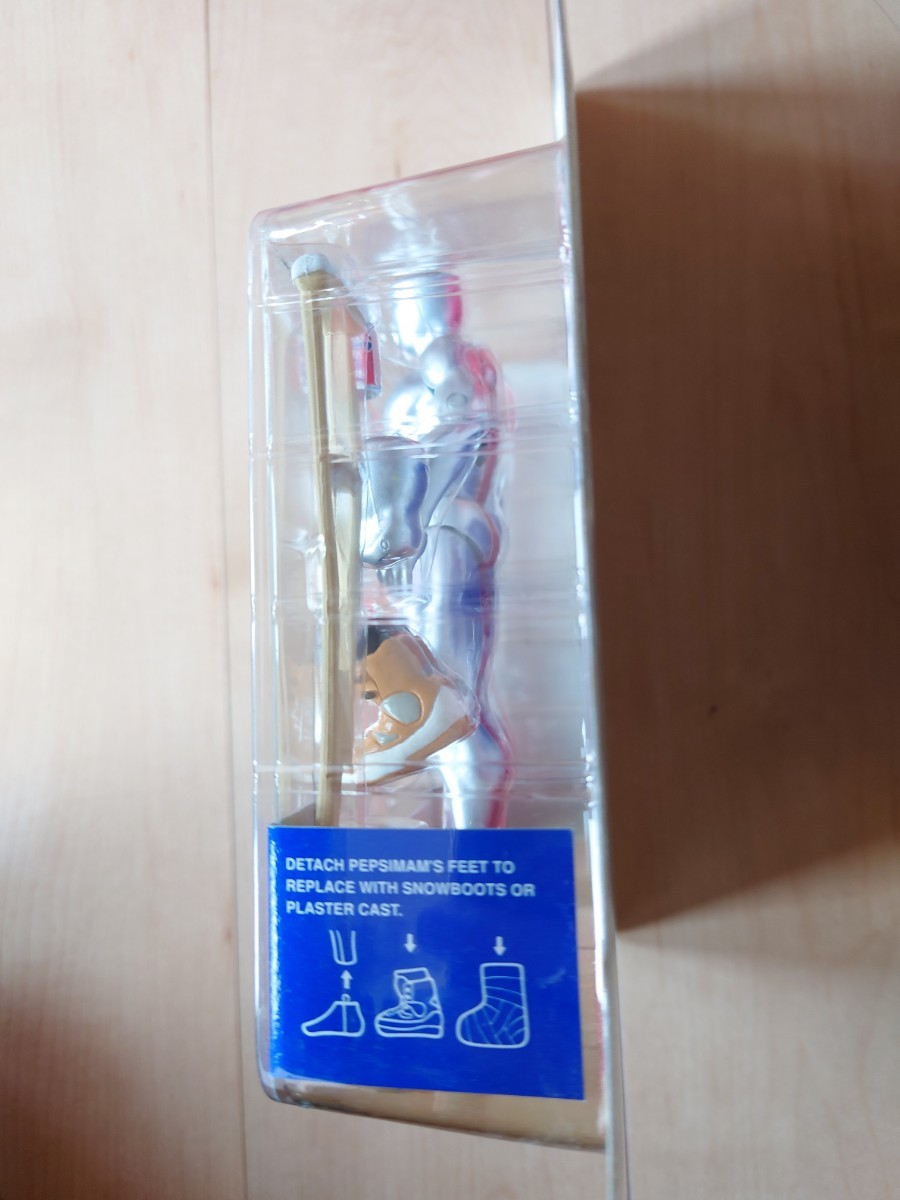 DETACH PEPSIMAM'S FEET TO
REPLACE WITH SNOWBOOTS OR
PLASTER CAST.